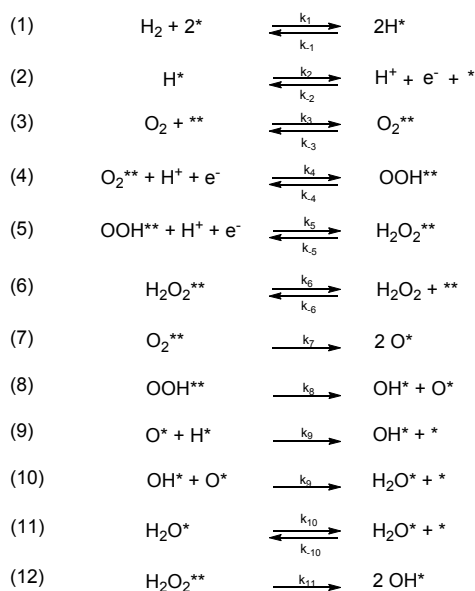 (1) H₂ + 2* k₁ k₋₁ 2H*
(2) H* k₂ k₋₂ H⁺ + e⁻ + *
(3) O₂ + ** k₃ k₋₃ O₂**
(4) O₂** + H⁺ + e⁻ k₄ k₋₄ OOH**
(5) OOH** + H⁺ + e⁻ k₅ k₋₅ H₂O₂**
(6) H₂O₂** k₆ k₋₆ H₂O₂ + **
(7) O₂** k₇ 2 O*
(8) OOH** k₈ OH* + O*
(9) O* + H* k₉ OH* + *
(10) OH* + O* k₉ H₂O* + *
(11) H₂O* k₁₀ k₋₁₀ H₂O* + *
(12) H₂O₂** k₁₁ 2 OH*